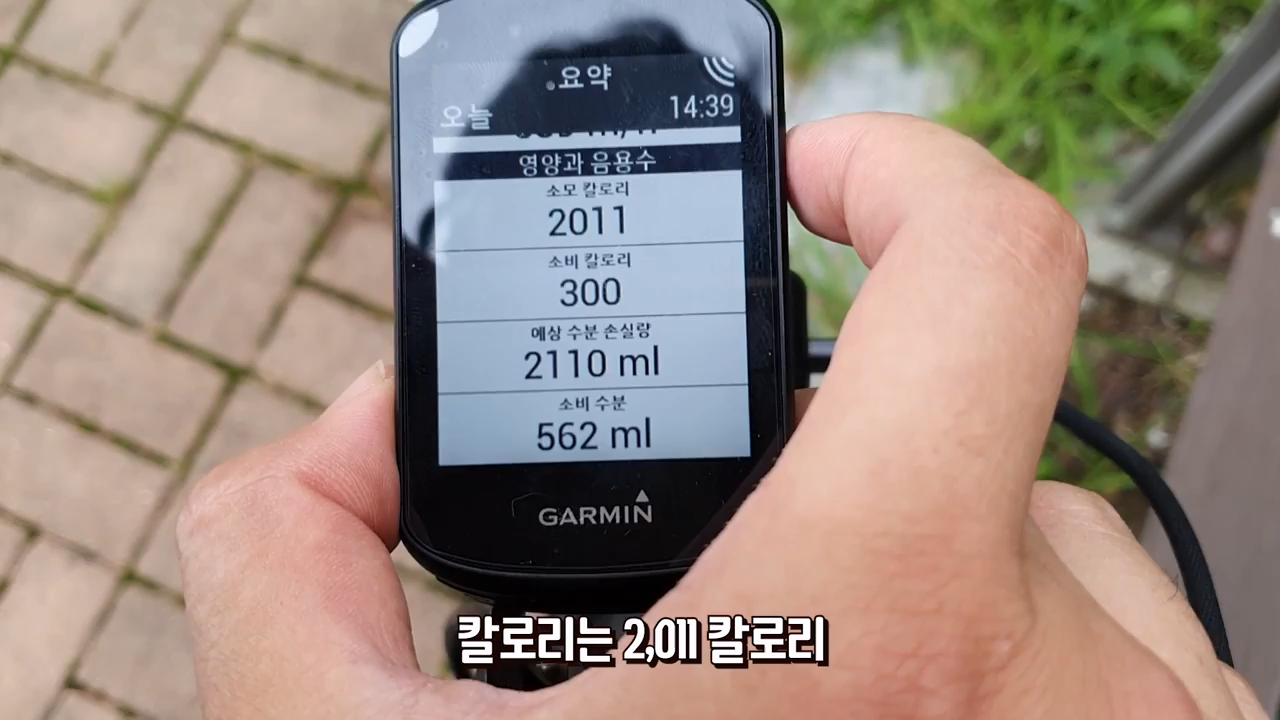 요약
오늘
14:39
영양과 음용수
소모 칼로리
2011
소비 칼로리
300
예상 수분 손실량
2110 ml
소비 수분
562 ml
GARMIN
칼로리는 2,011 칼로리